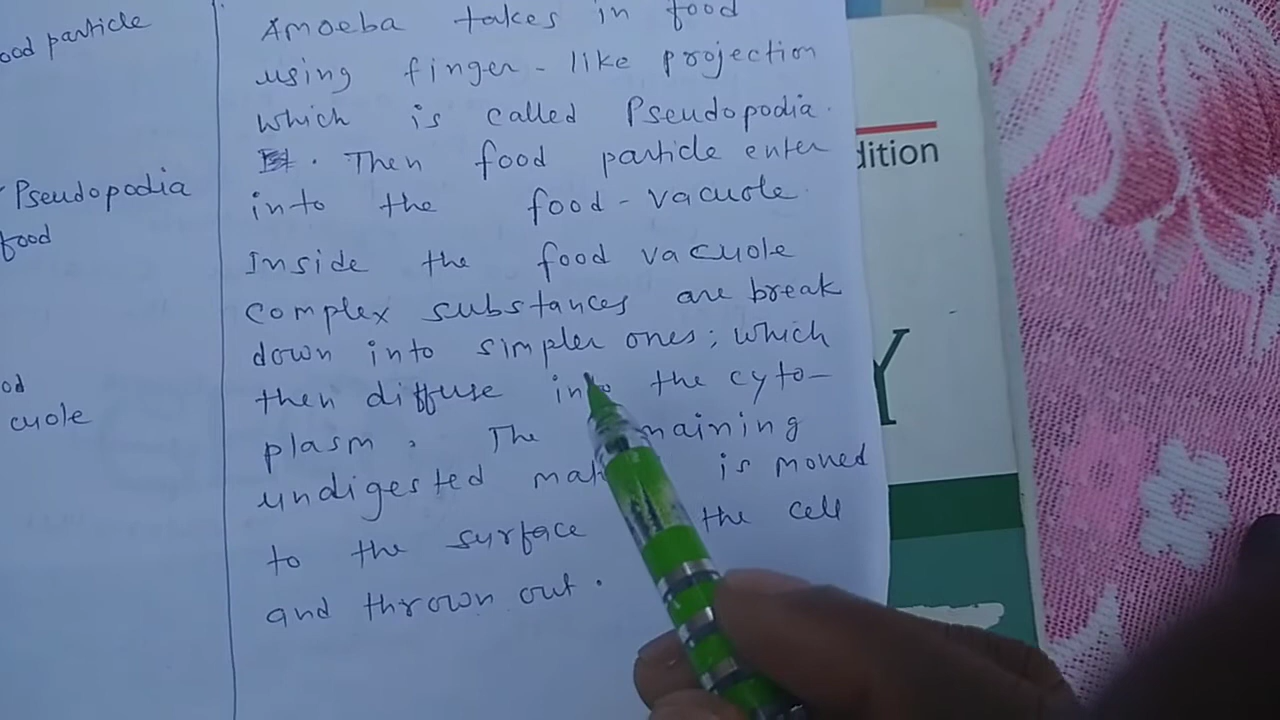 ood particle
Pseudopodia
food
od
cuole
Amoeba takes in food
using finger-like projection
which is called Pseudopodia.
. Then food particle enter
into the food-vacuole
Inside the food vacuole
complex substances are break
down into simpler ones; which
then diffuse into the cyto-
plasm. The maining
undigested mat is moved
to the surface the cell
and thrown out.
dition
Y